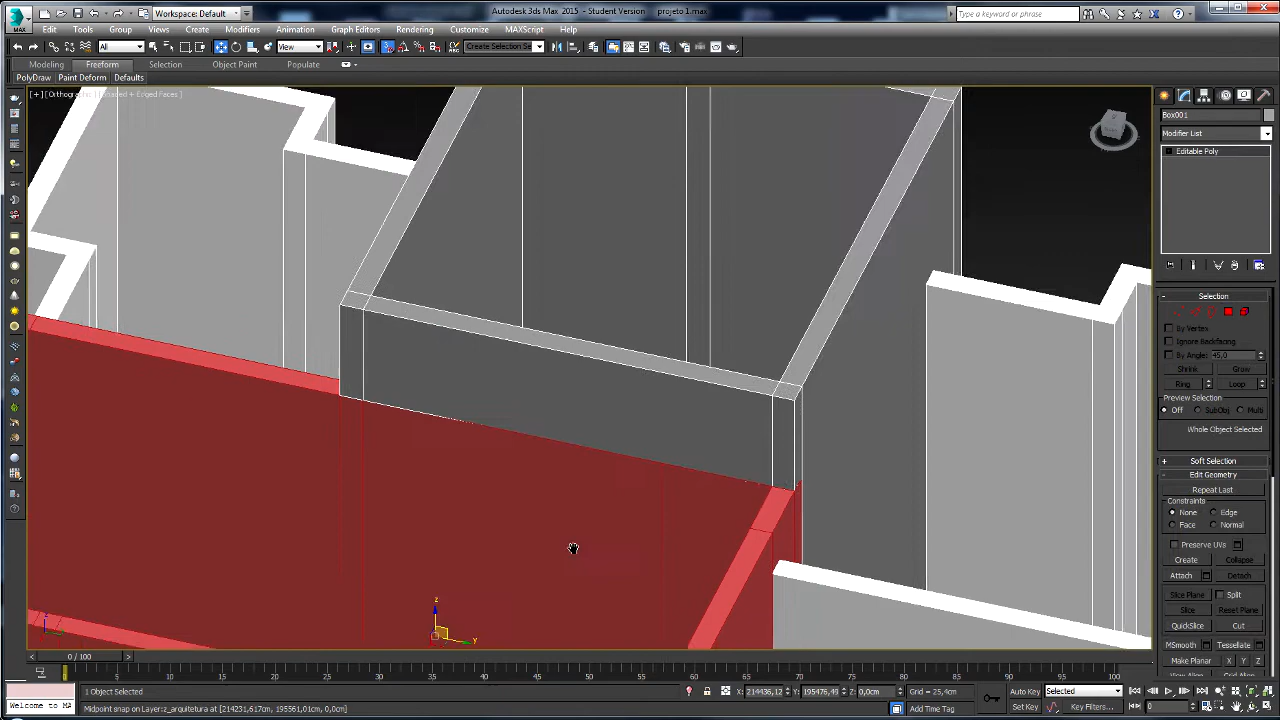 Workspace: Default
Autodesk 3ds Max 2015 - Student Version    projeto 1.max
Type a keyword or phrase
MAX
Edit Tools Group Views Create Modifiers Animation Graph Editors Rendering Customize MAXScript Help
All View Create Selection Se
Modeling Freeform Selection Object Paint Populate
PolyDraw Paint Deform Defaults
[+] [Orthographic] [Shaded + Edged Faces]
Box001
Modifier List
Editable Poly
- Selection
By Vertex
Ignore Backfacing
By Angle: 45,0
Shrink Grow
Ring Loop
Preview Selection
Off SubObj Multi
Whole Object Selected
+ Soft Selection
- Edit Geometry
Repeat Last
Constraints
None Edge
Face Normal
Preserve UVs
Create Collapse
Attach Detach
Slice Plane Split
Slice Reset Plane
QuickSlice Cut
MSmooth Tessellate
Make Planar X Y Z
z
y
0 / 100
5 10 15 20 25 30 35 40 45 50 55 60 65 70 75 80 85 90 95 100
1 Object Selected X: 214436,12 Y: 195476,49 Z: 0,0cm Grid = 25,4cm Auto Key Selected
Welcome to MA Midpoint snap on Layer:z_arquitetura at [214231,617cm, 195561,01cm, 0,0cm] Add Time Tag Set Key Key Filters... 0